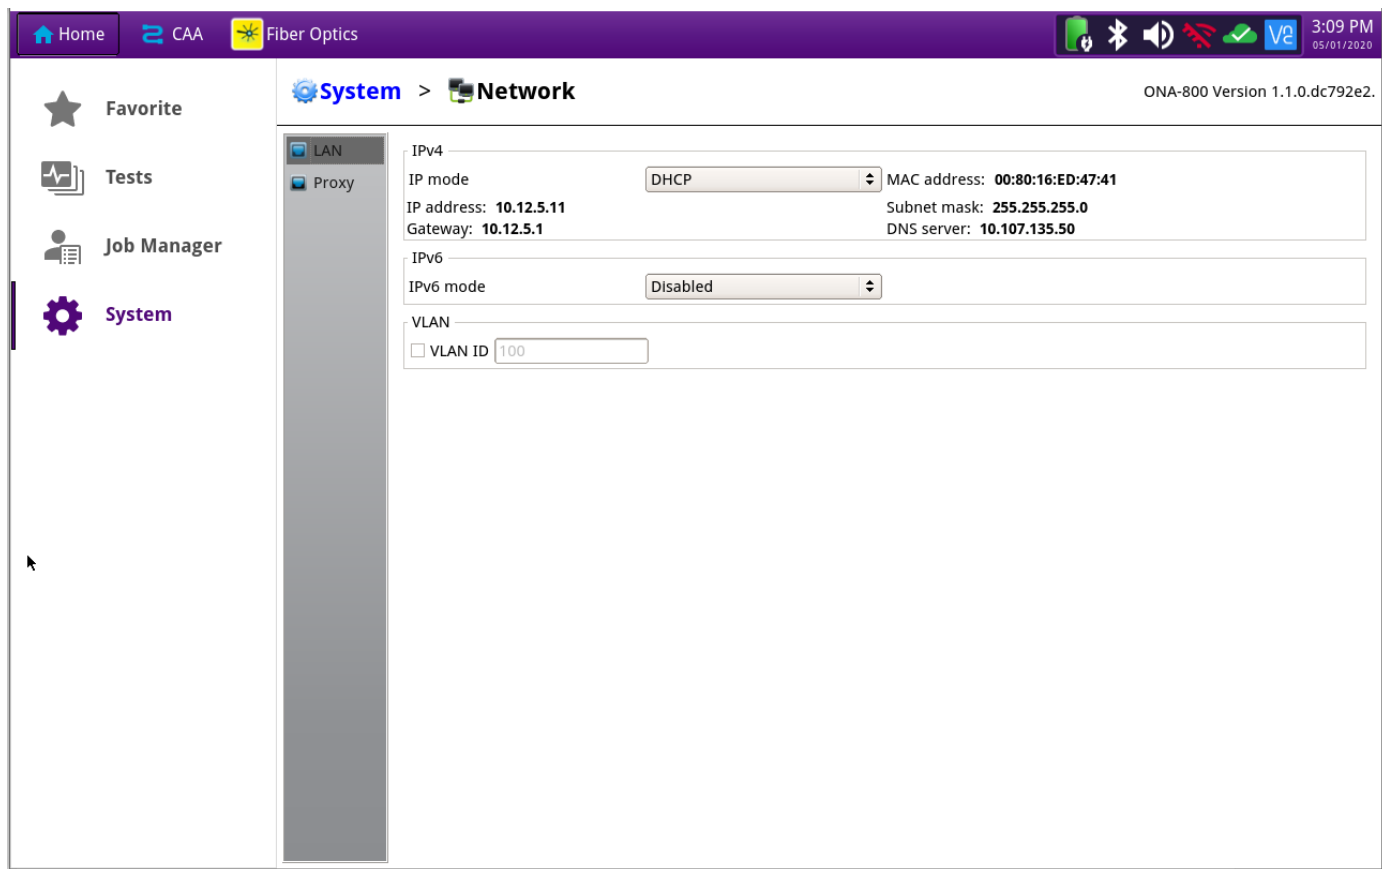 Home CAA Fiber Optics V2 3:09 PM
05/01/2020
System > Network ONA-800 Version 1.1.0.dc792e2.
Favorite
Tests
Job Manager
System
LAN
Proxy
IPv4
IP mode DHCP MAC address: 00:80:16:ED:47:41
IP address: 10.12.5.11 Subnet mask: 255.255.255.0
Gateway: 10.12.5.1 DNS server: 10.107.135.50
IPv6
IPv6 mode Disabled
VLAN
VLAN ID 100